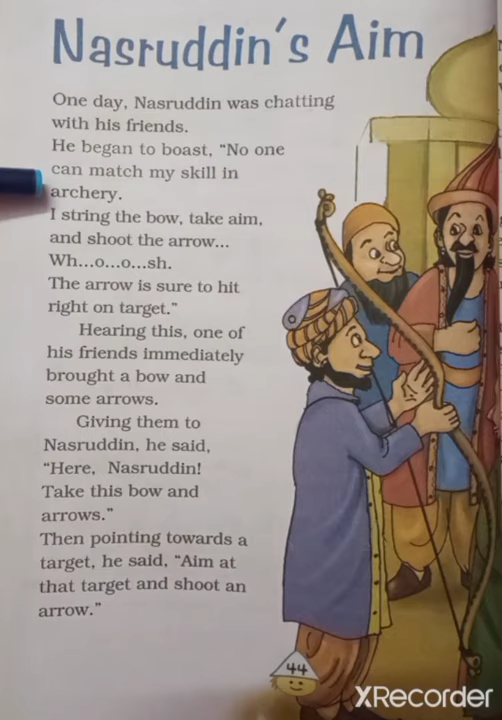 Nasruddin's Aim
One day, Nasruddin was chatting
with his friends.
He began to boast, "No one
can match my skill in
archery.
I string the bow, take aim,
and shoot the arrow...
Wh...o...o...sh.
The arrow is sure to hit
right on target."
Hearing this, one of
his friends immediately
brought a bow and
some arrows.
Giving them to
Nasruddin, he said,
"Here, Nasruddin!
Take this bow and
arrows."
Then pointing towards a
target, he said, "Aim at
that target and shoot an
arrow."
44
XRecorder